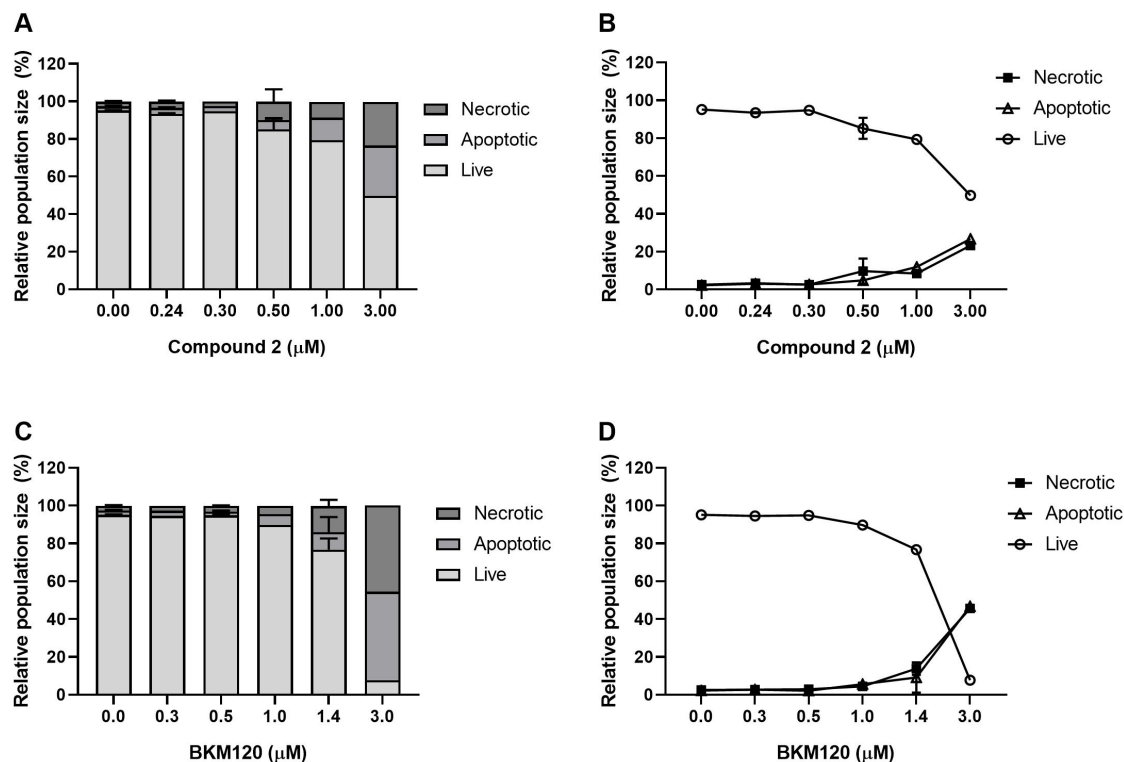 A
Relative population size (%)
120
100
80
60
40
20
0
0.00 0.24 0.30 0.50 1.00 3.00
Compound 2 (μM)
Necrotic
Apoptotic
Live
B
Relative population size (%)
120
100
80
60
40
20
0
0.00 0.24 0.30 0.50 1.00 3.00
Compound 2 (μM)
Necrotic
Apoptotic
Live
C
Relative population size (%)
120
100
80
60
40
20
0
0.0 0.3 0.5 1.0 1.4 3.0
BKM120 (μM)
Necrotic
Apoptotic
Live
D
Relative population size (%)
120
100
80
60
40
20
0
0.0 0.3 0.5 1.0 1.4 3.0
BKM120 (μM)
Necrotic
Apoptotic
Live